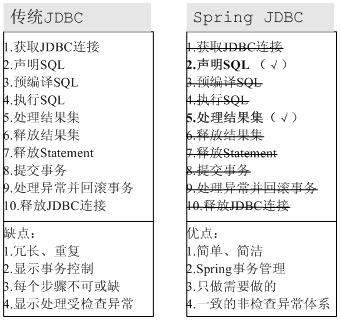 传统JDBC
1.获取JDBC连接
2.声明SQL
3.预编译SQL
4.执行SQL
5.处理结果集
6.释放结果集
7.释放Statement
8.提交事务
9.处理异常并回滚事务
10.释放JDBC连接
缺点：
1.冗长、重复
2.显示事务控制
3.每个步骤不可或缺
4.显示处理受检查异常
Spring JDBC
1.获取JDBC连接
2.声明SQL（√）
3.预编译SQL
4.执行SQL
5.处理结果集（√）
6.释放结果集
7.释放Statement
8.提交事务
9.处理异常并回滚事务
10.释放JDBC连接
优点：
1.简单、简洁
2.Spring事务管理
3.只做需要做的
4.一致的非检查异常体系